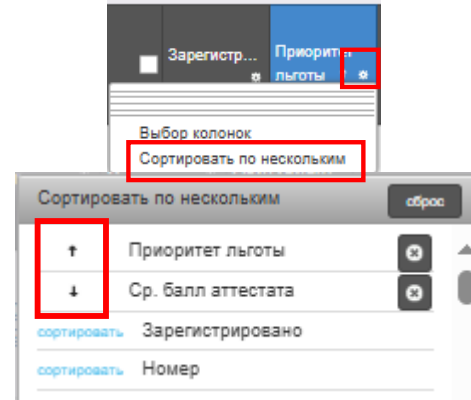 Зарегистр...
Приоритет
льготы ↑
Выбор колонок
Сортировать по нескольким
Сортировать по нескольким сброс
↑ Приоритет льготы
↓ Ср. балл аттестата
сортировать Зарегистрировано
сортировать Номер